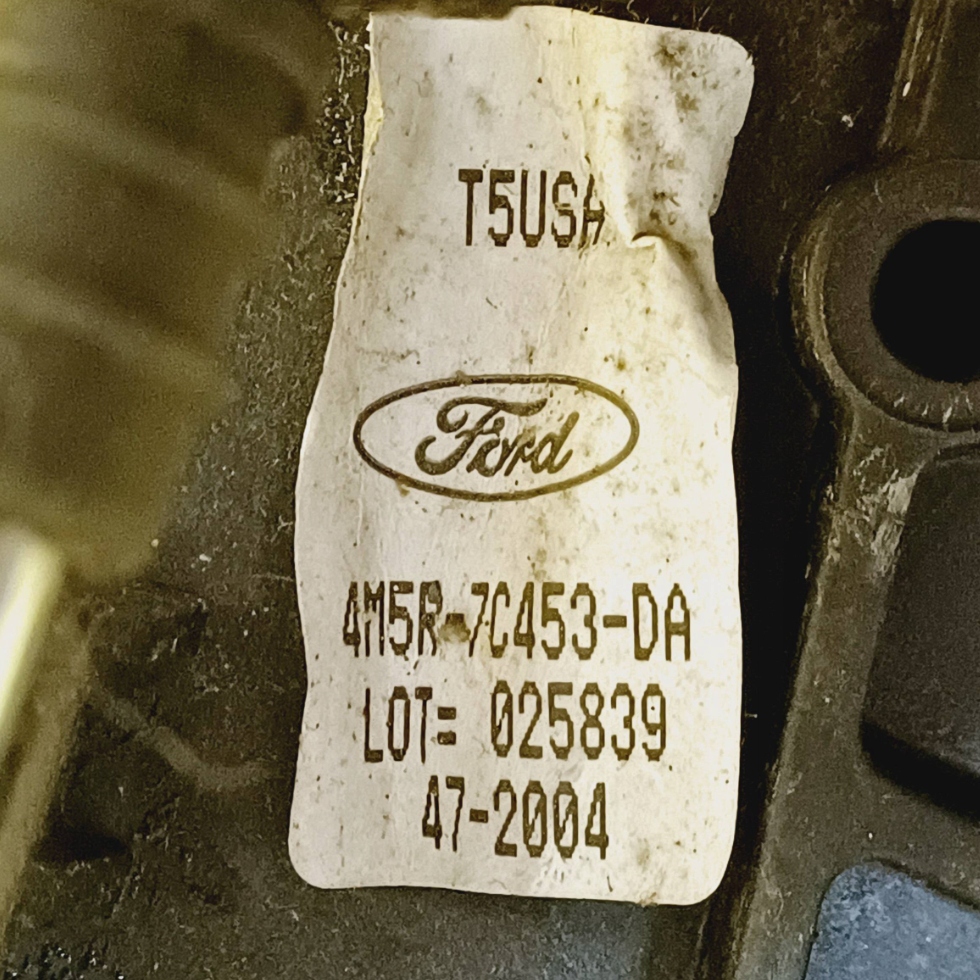 T5USA
Ford
4M5R-7C453-DA
LOT= 025839
47-2004